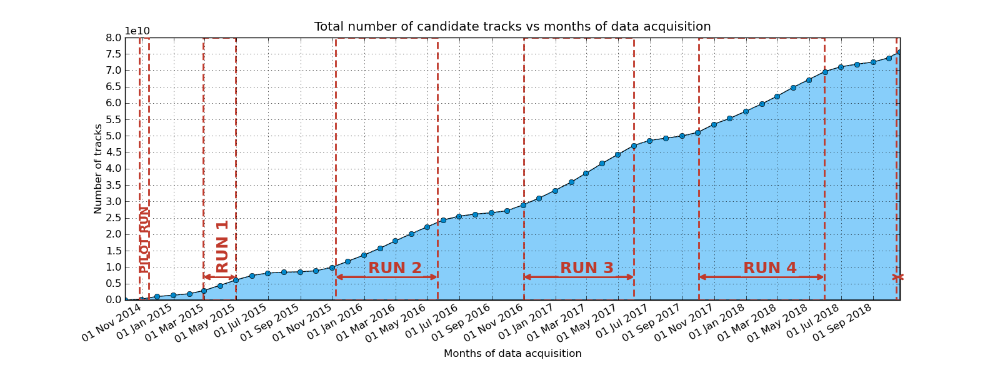 Total number of candidate tracks vs months of data acquisition
1e10
8.0
7.5
7.0
6.5
6.0
5.5
5.0
4.5
4.0
3.5
3.0
2.5
2.0
1.5
1.0
0.5
0.0
Number of tracks
PILOT RUN
RUN 1
RUN 2
RUN 3
RUN 4
01 Nov 2014
01 Jan 2015
01 Mar 2015
01 May 2015
01 Jul 2015
01 Sep 2015
01 Nov 2015
01 Jan 2016
01 Mar 2016
01 May 2016
01 Jul 2016
01 Sep 2016
01 Nov 2016
01 Jan 2017
01 Mar 2017
01 May 2017
01 Jul 2017
01 Sep 2017
01 Nov 2017
01 Jan 2018
01 Mar 2018
01 May 2018
01 Jul 2018
01 Sep 2018
Months of data acquisition